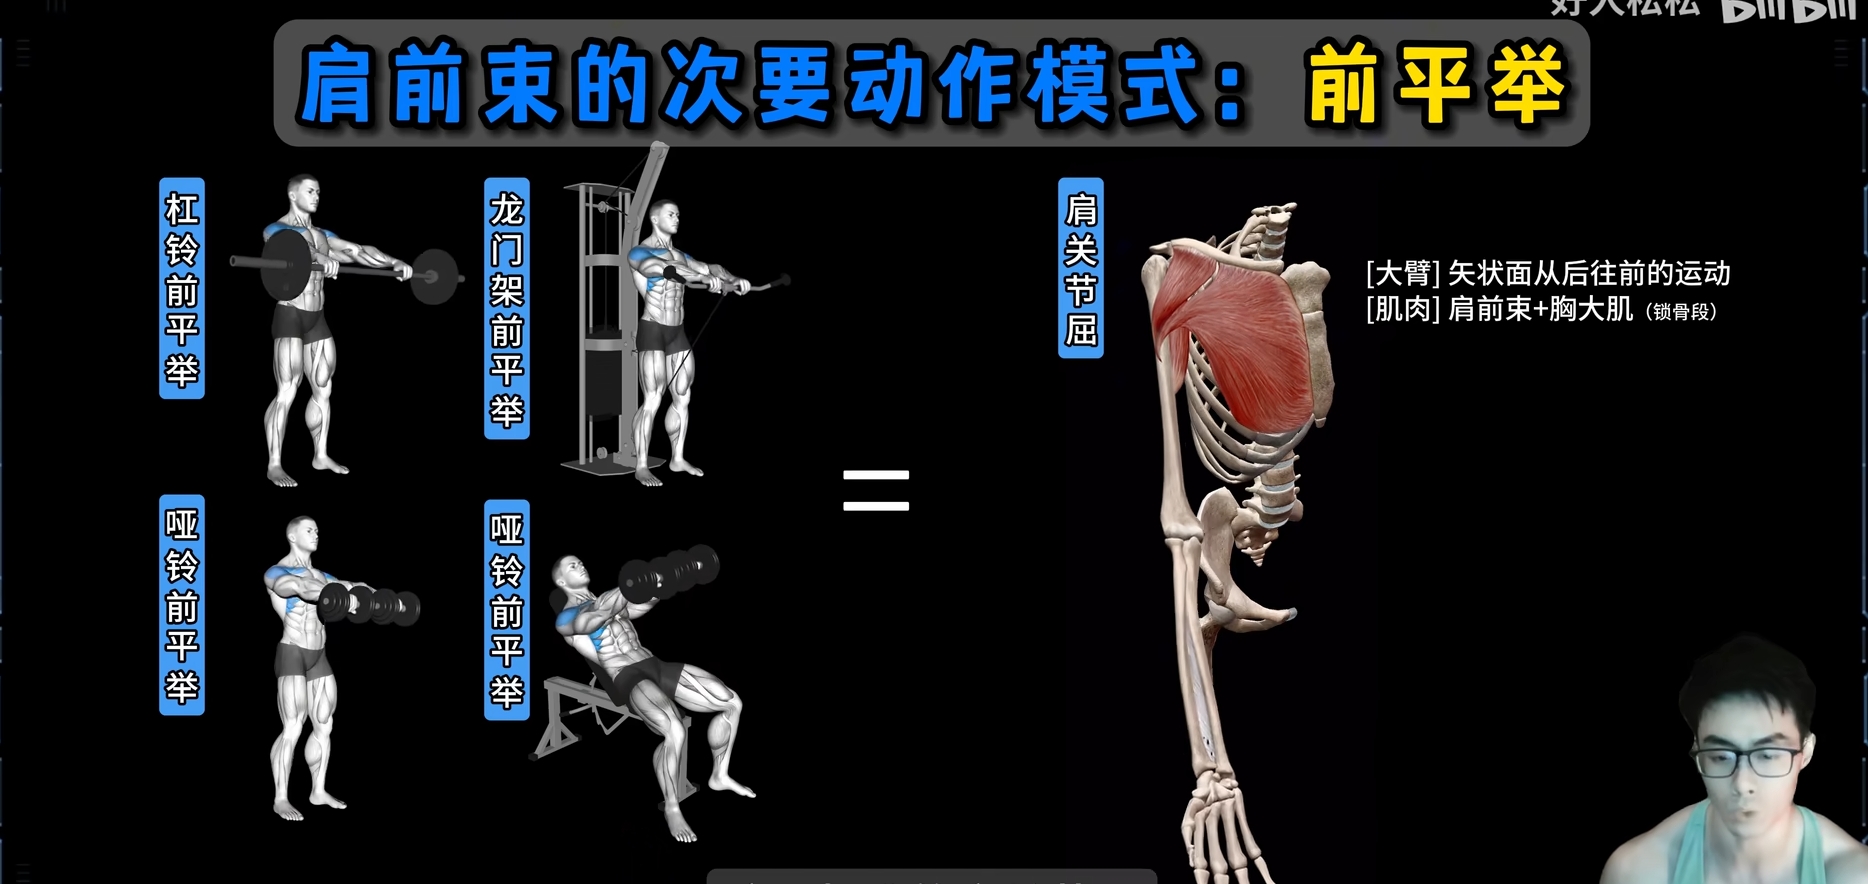 好人松松 bilibili
肩前束的次要动作模式：前平举
杠铃前平举
龙门架前平举
肩关节屈
[大臂] 矢状面从后往前的运动
[肌肉] 肩前束+胸大肌（锁骨段）
哑铃前平举
哑铃前平举
=